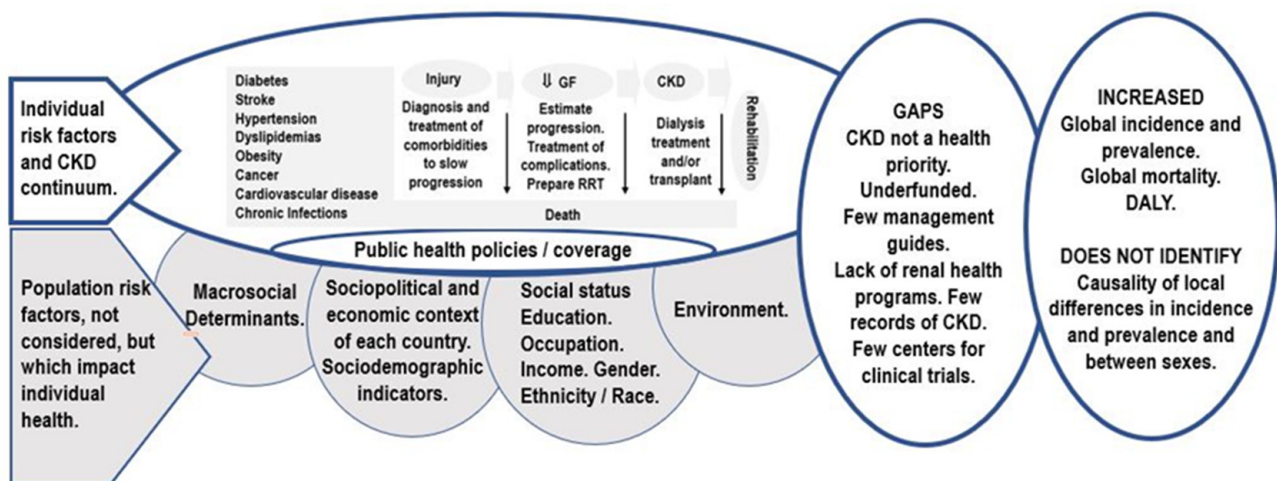 Individual
risk factors
and CKD
continuum.
Diabetes
Stroke
Hypertension
Dyslipidemias
Obesity
Cancer
Cardiovascular disease
Chronic Infections
Injury
Diagnosis and
treatment of
comorbidities
to slow
progression
⇓ GF
Estimate
progression.
Treatment of
complications.
Prepare RRT
CKD
Dialysis
treatment
and/or
transplant
Rehabilitation
Death
Public health policies / coverage
Population risk
factors, not
considered, but
which impact
individual
health.
Macrosocial
Determinants.
Sociopolitical and
economic context
of each country.
Sociodemographic
indicators.
Social status
Education.
Occupation.
Income. Gender.
Ethnicity / Race.
Environment.
GAPS
CKD not a health
priority.
Underfunded.
Few management
guides.
Lack of renal health
programs. Few
records of CKD.
Few centers for
clinical trials.
INCREASED
Global incidence and
prevalence.
Global mortality.
DALY.
DOES NOT IDENTIFY
Causality of local
differences in incidence
and prevalence and
between sexes.